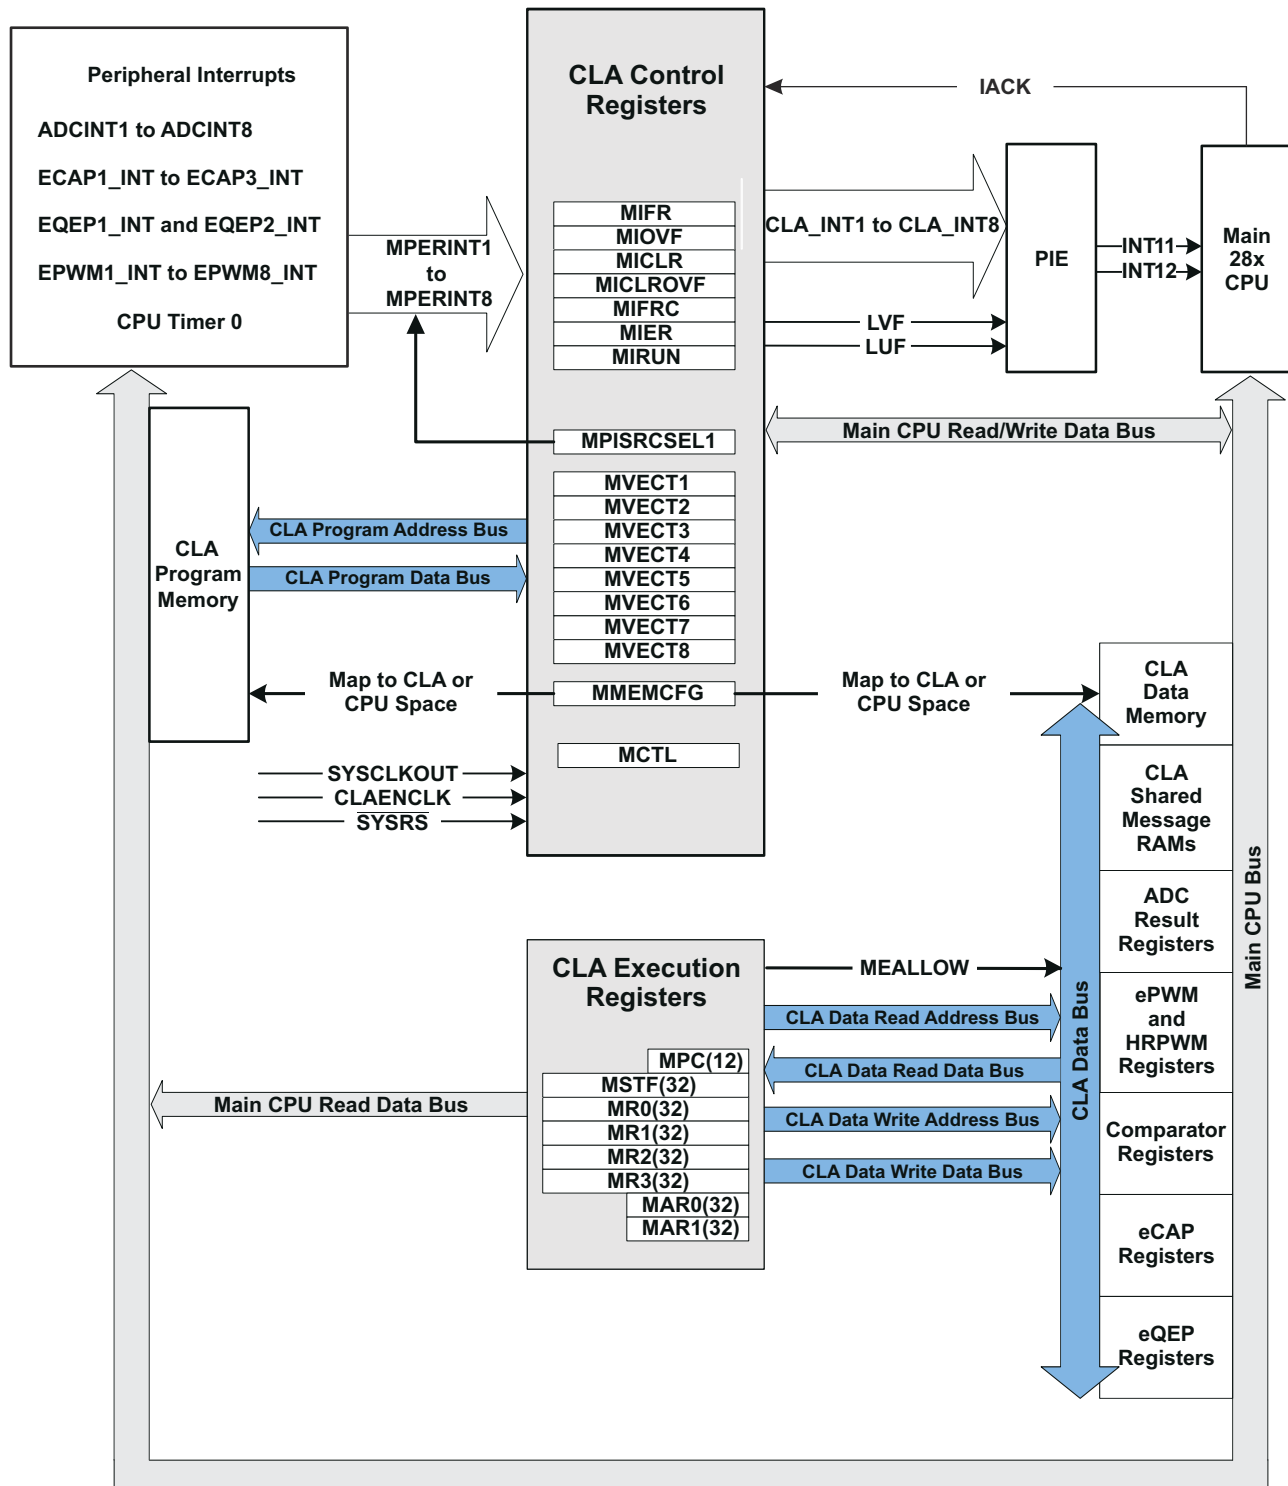 Peripheral Interrupts
ADCINT1 to ADCINT8
ECAP1_INT to ECAP3_INT
EQEP1_INT and EQEP2_INT
EPWM1_INT to EPWM8_INT
CPU Timer 0
MPERINT1
to
MPERINT8
CLA Control
Registers
MIFR
MIOVF
MICLR
MICLROVF
MIFRC
MIER
MIRUN
MPISRCSEL1
MVECT1
MVECT2
MVECT3
MVECT4
MVECT5
MVECT6
MVECT7
MVECT8
MMEMCFG
MCTL
IACK
CLA_INT1 to CLA_INT8
LVF
LUF
PIE
INT11
INT12
Main
28x
CPU
Main CPU Read/Write Data Bus
CLA
Program
Memory
CLA Program Address Bus
CLA Program Data Bus
Map to CLA or
CPU Space
Map to CLA or
CPU Space
SYSCLKOUT
CLAENCLK
SYSRS
CLA
Data
Memory
CLA
Shared
Message
RAMs
ADC
Result
Registers
ePWM
and
HRPWM
Registers
Comparator
Registers
eCAP
Registers
eQEP
Registers
Main CPU Bus
CLA Data Bus
CLA Execution
Registers
MPC(12)
MSTF(32)
MR0(32)
MR1(32)
MR2(32)
MR3(32)
MAR0(32)
MAR1(32)
MEALLOW
CLA Data Read Address Bus
CLA Data Read Data Bus
CLA Data Write Address Bus
CLA Data Write Data Bus
Main CPU Read Data Bus